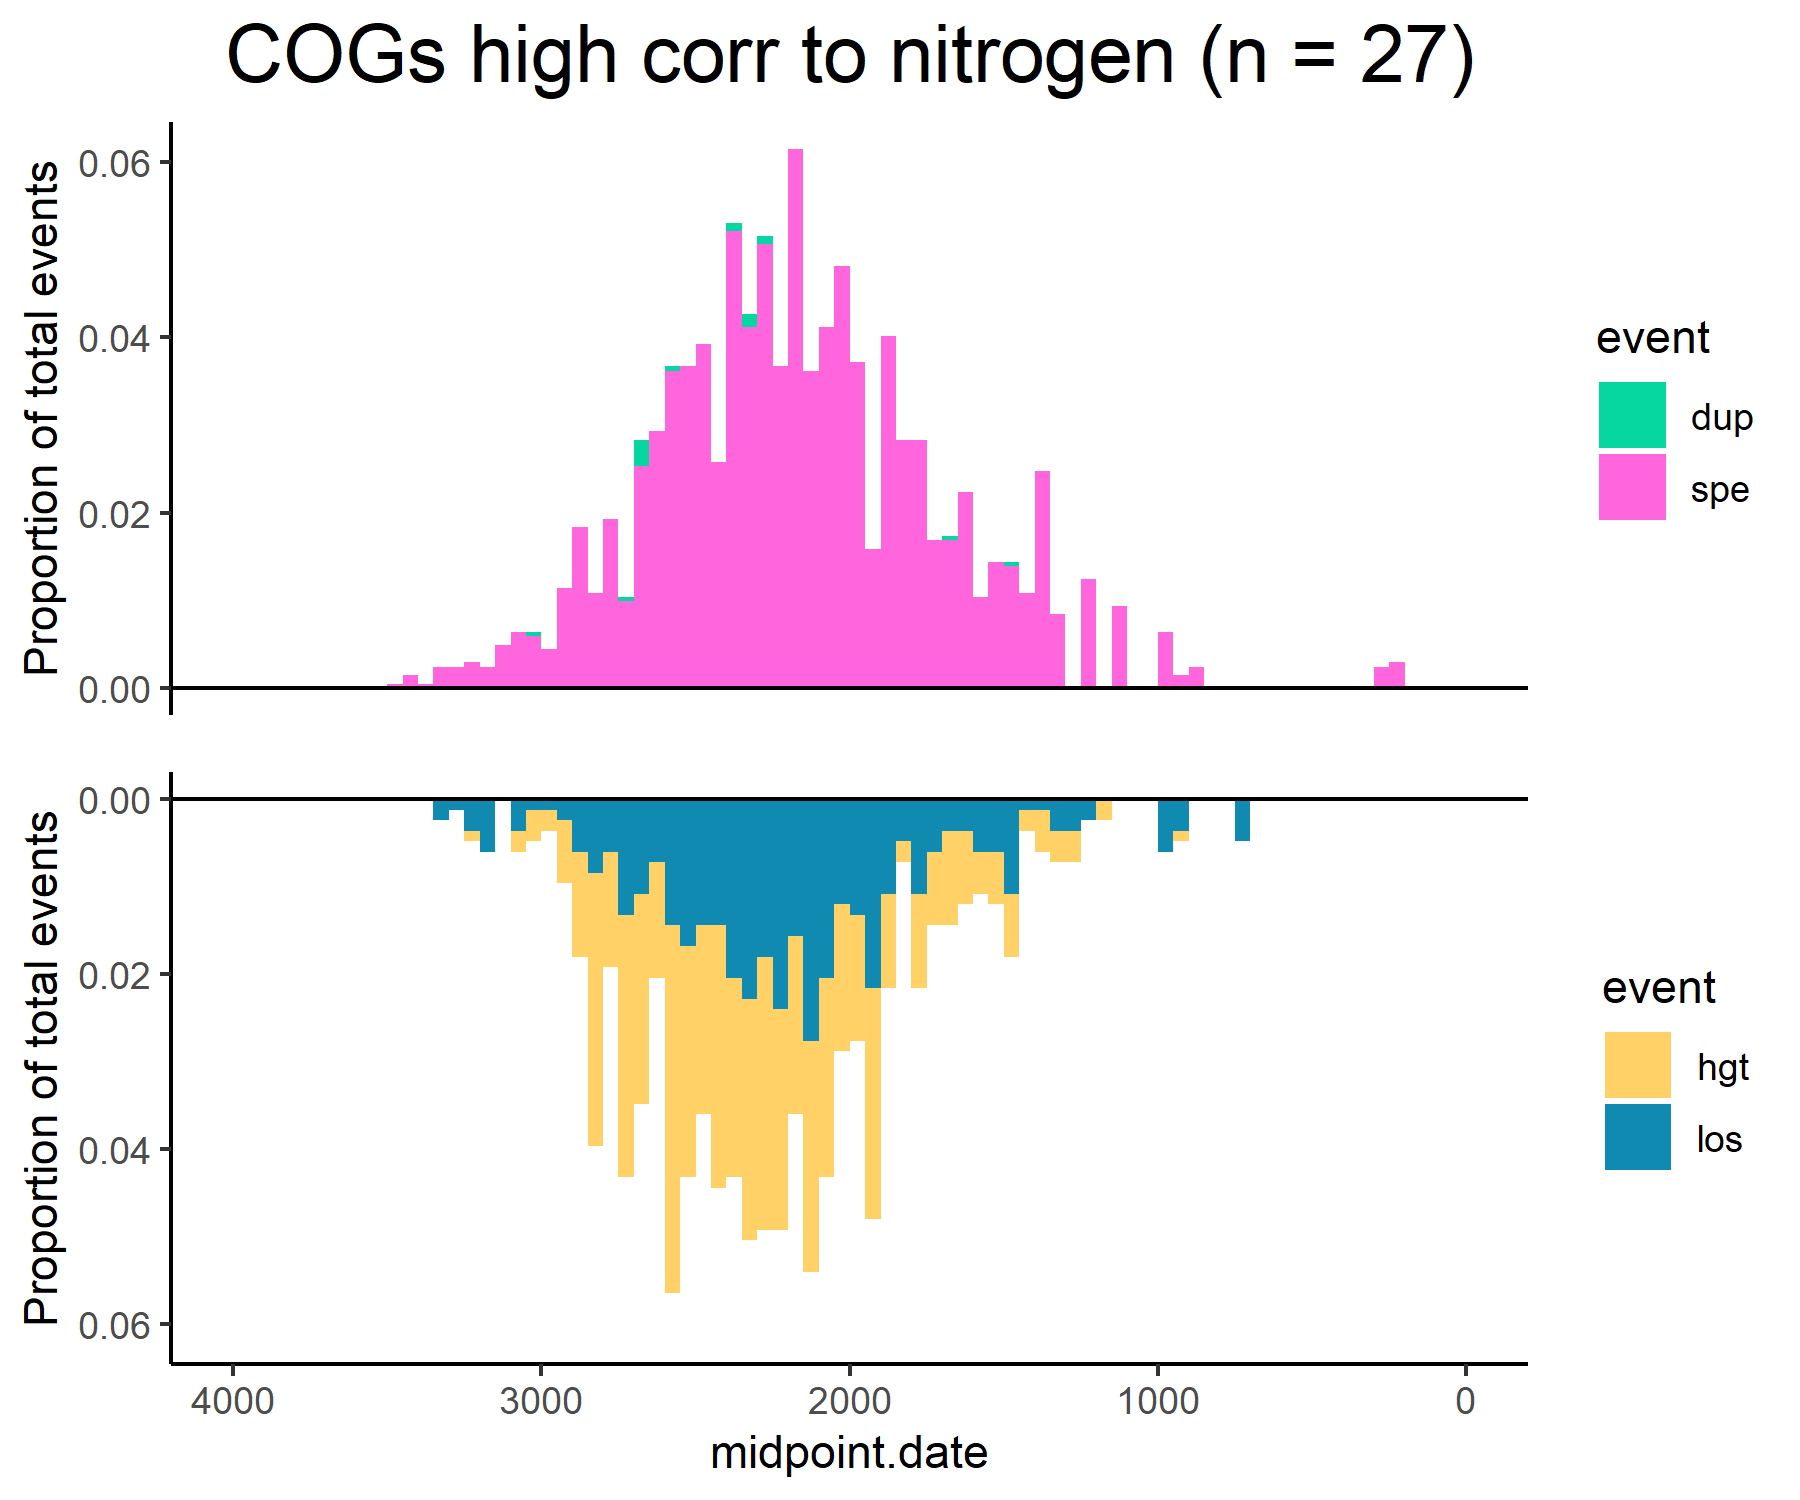 COGs high corr to nitrogen (n = 27)
Proportion of total events
0.06
0.04
0.02
0.00
event
dup
spe
Proportion of total events
0.00
0.02
0.04
0.06
event
hgt
los
4000 3000 2000 1000 0
midpoint.date